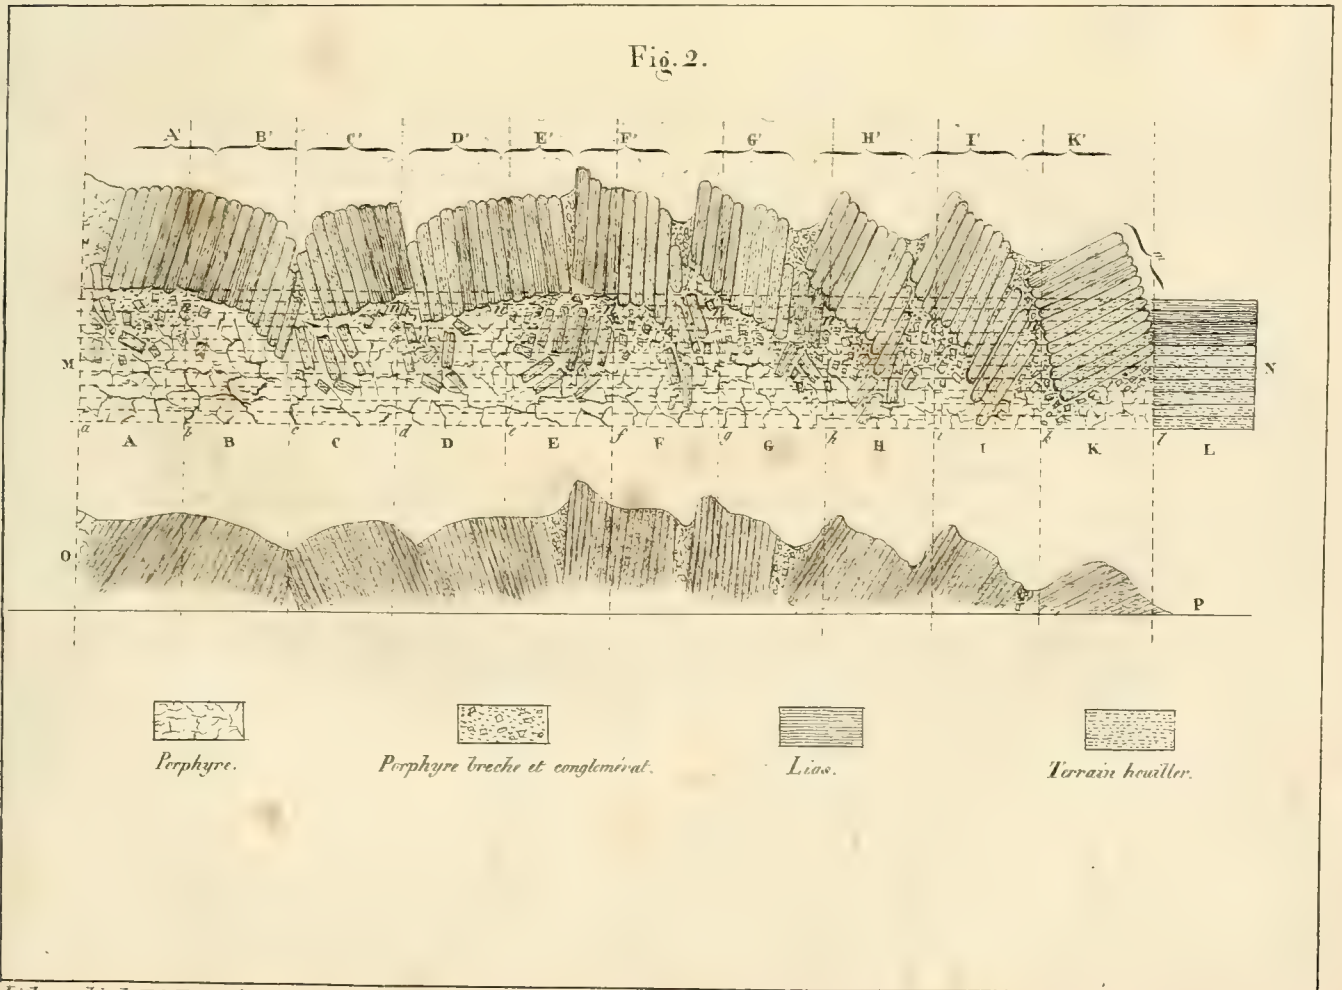 Fig. 2.
A' B' C' D' E' F' G' H' I' K'
M N
a b c d e f g h i k l
A B C D E F G H I K L
O P
Porphyre. Porphyre breche et conglomérat. Lias. Terrain houiller.